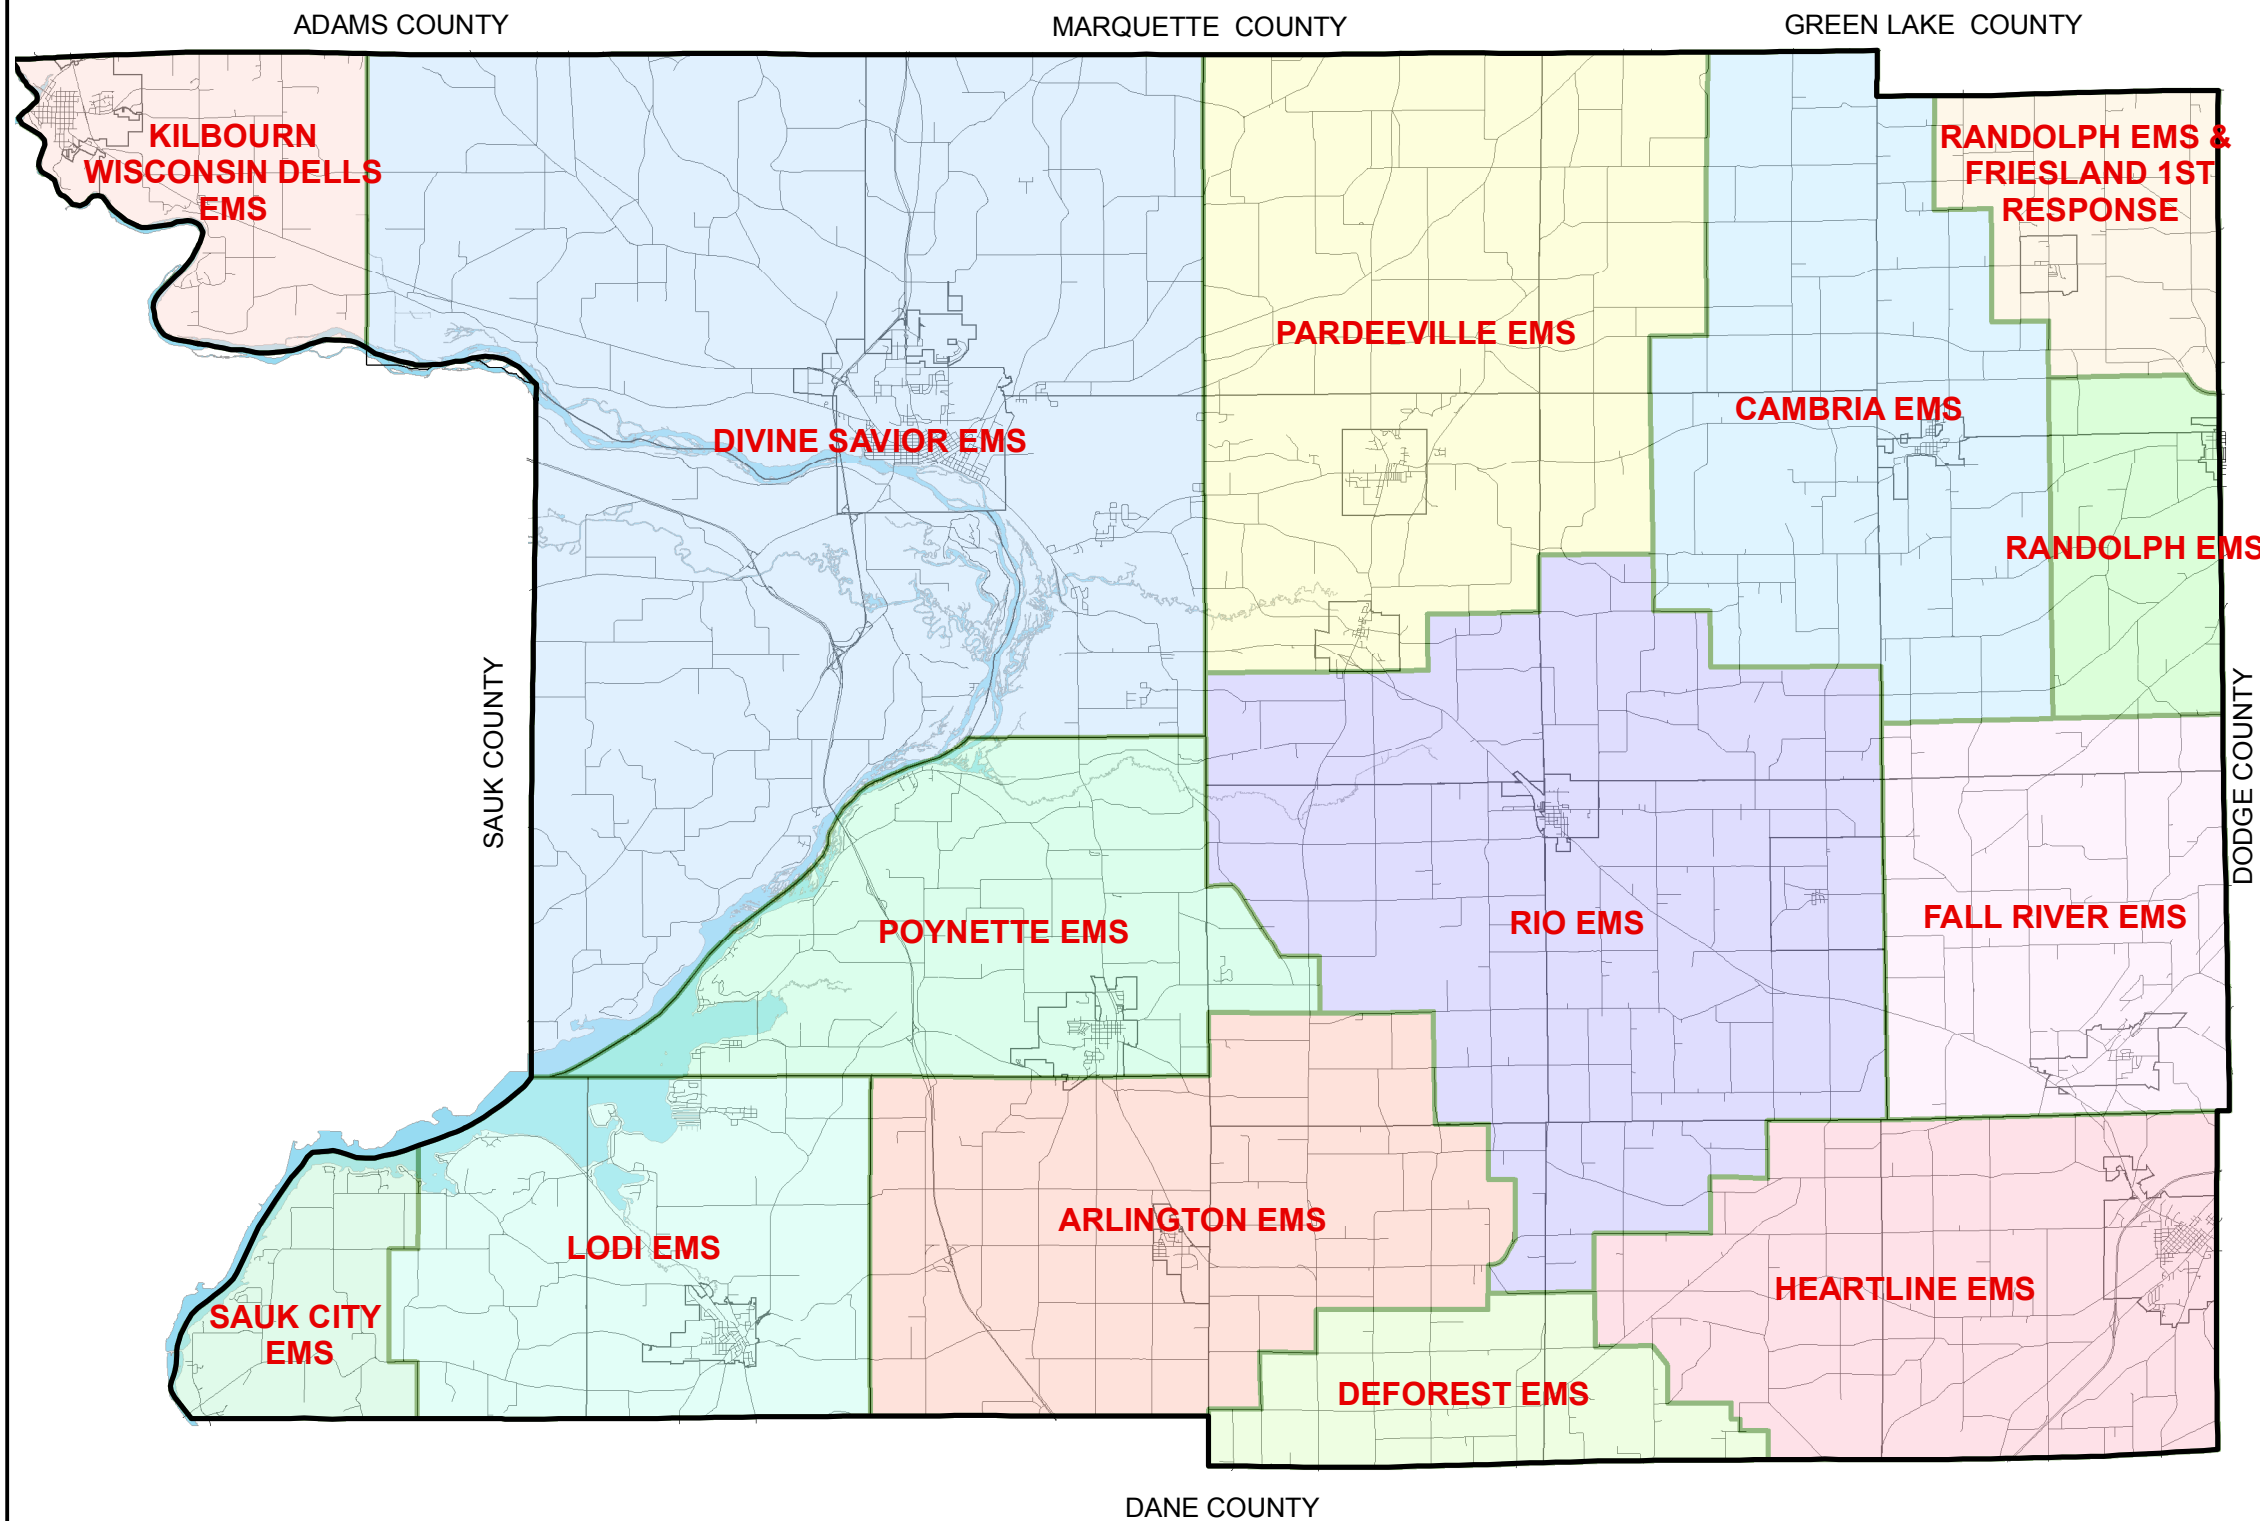 ADAMS COUNTY
MARQUETTE COUNTY
GREEN LAKE COUNTY
KILBOURN
WISCONSIN DELLS
EMS
RANDOLPH EMS &
FRIESLAND 1ST
RESPONSE
PARDEEVILLE EMS
CAMBRIA EMS
DIVINE SAVIOR EMS
RANDOLPH EMS
SAUK COUNTY
DODGE COUNTY
POYNETTE EMS
RIO EMS
FALL RIVER EMS
ARLINGTON EMS
LODI EMS
HEARTLINE EMS
SAUK CITY
EMS
DEFOREST EMS
DANE COUNTY